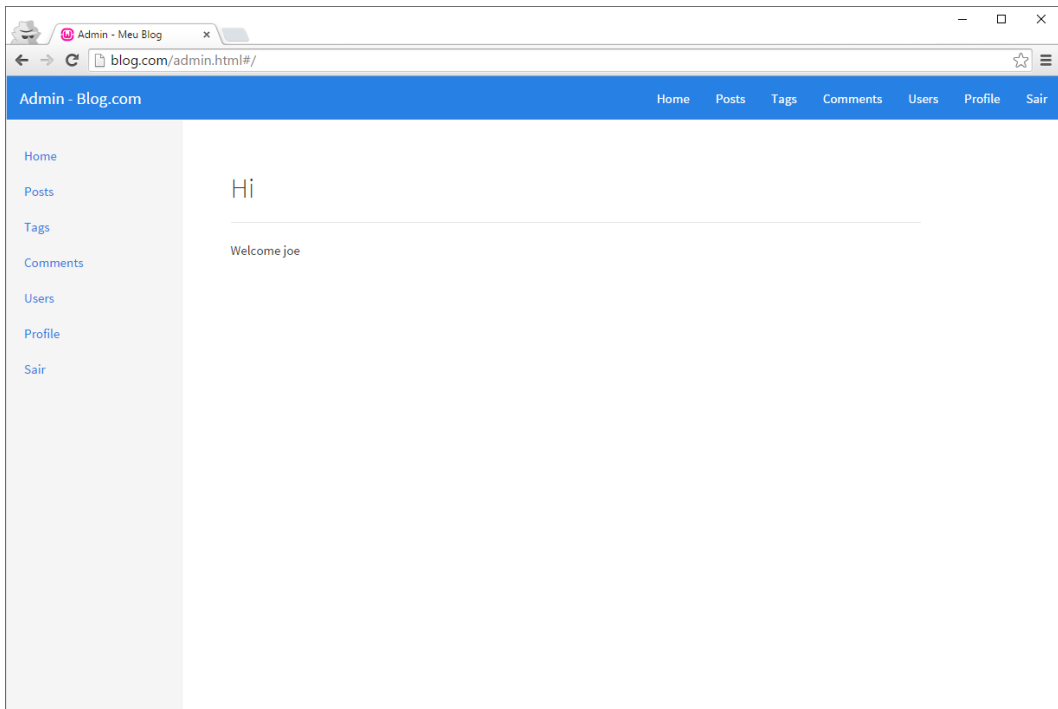 Admin - Meu Blog
blog.com/admin.html#/
Admin - Blog.com
Home Posts Tags Comments Users Profile Sair
Home
Posts
Tags
Comments
Users
Profile
Sair
Hi
Welcome joe